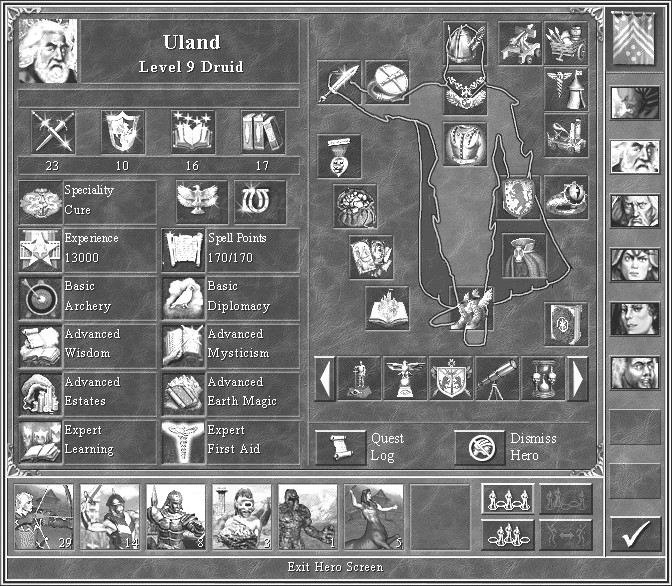 Uland
Level 9 Druid
23 10 16 17
Speciality
Cure
Experience
13000
Spell Points
170/170
Basic
Archery
Basic
Diplomacy
Advanced
Wisdom
Advanced
Mysticism
Advanced
Estates
Advanced
Earth Magic
Expert
Learning
Expert
First Aid
Quest
Log
Dismiss
Hero
29 14 8 3 1 5
Exit Hero Screen